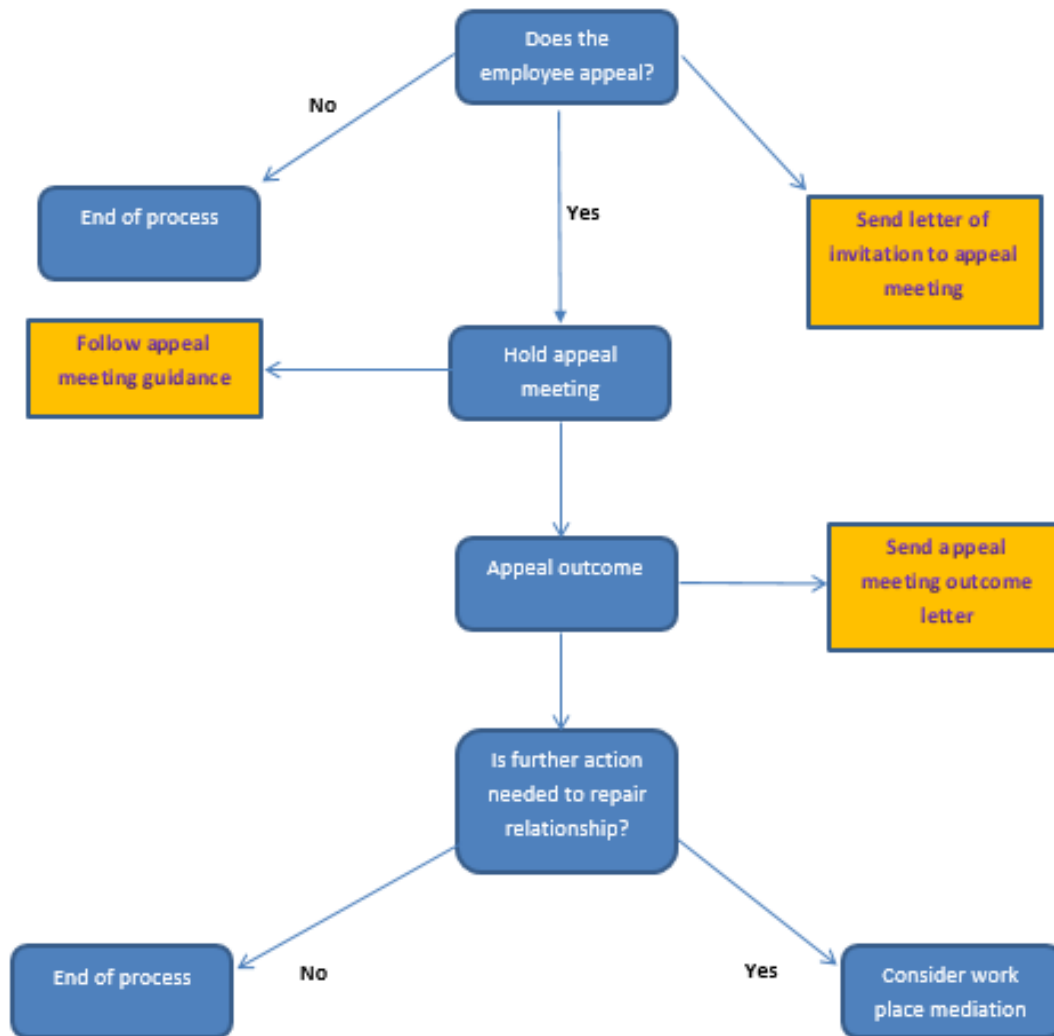 Does the
employee appeal?
No
End of process
Yes
Send letter of
invitation to appeal
meeting
Follow appeal
meeting guidance
Hold appeal
meeting
Appeal outcome
Send appeal
meeting outcome
letter
Is further action
needed to repair
relationship?
End of process
No
Yes
Consider work
place mediation